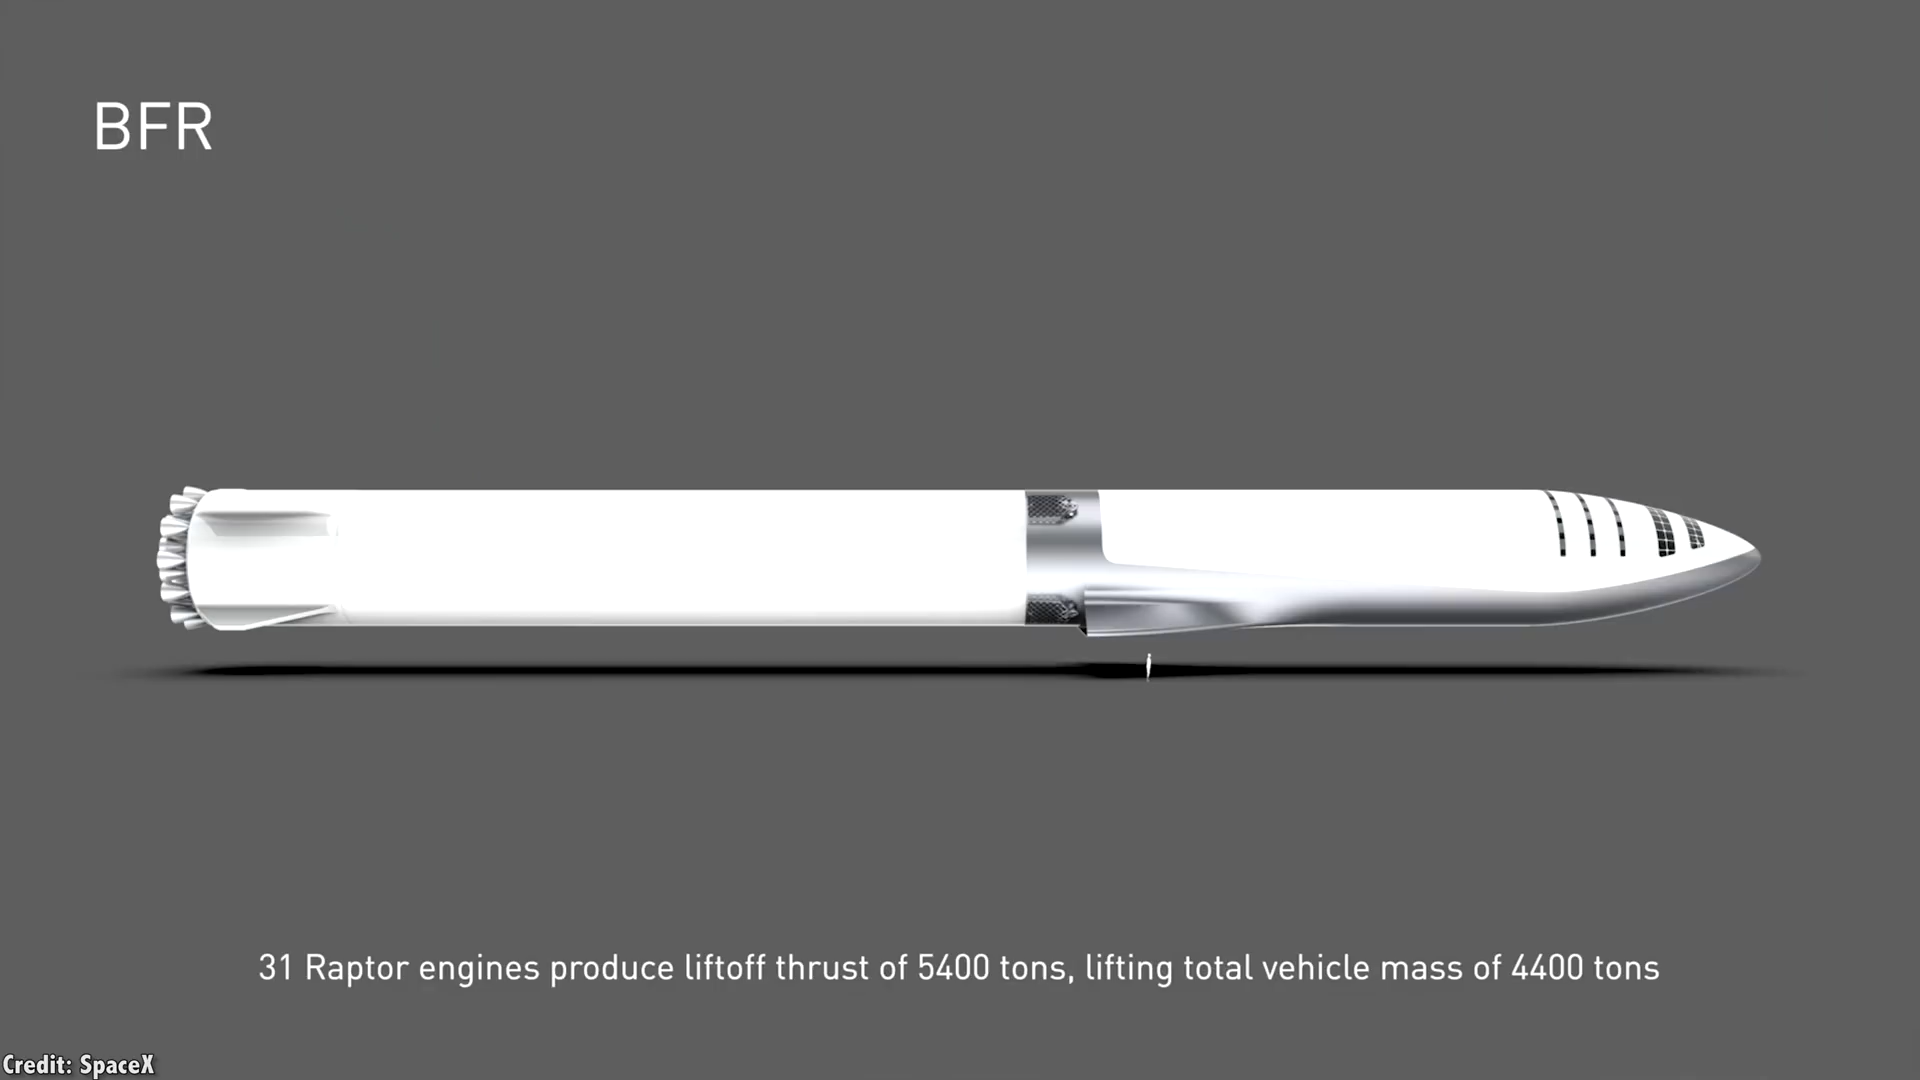 BFR
31 Raptor engines produce liftoff thrust of 5400 tons, lifting total vehicle mass of 4400 tons
Credit: SpaceX